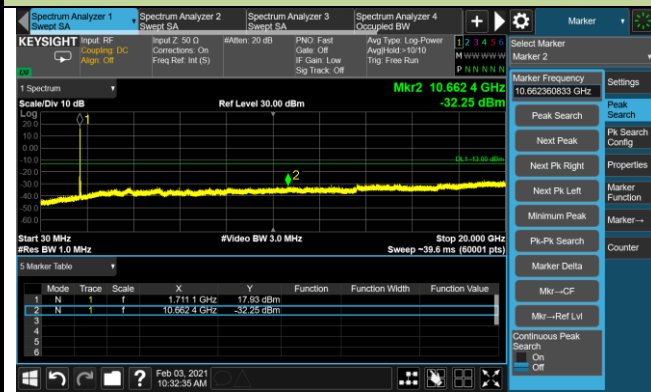 Spectrum Analyzer 1
Swept SA
Spectrum Analyzer 2
Swept SA
Spectrum Analyzer 3
Swept SA
Spectrum Analyzer 4
Occupied BW
Marker
KEYSIGHT
Input: RF
Coupling: DC
Align: Off
Input Z: 50 Ω
Corrections: On
Freq Ref: Int (S)
#Atten: 20 dB
PNO: Fast
Gate: Off
IF Gain: Low
Sig Track: Off
Avg Type: Log-Power
Avg|Hold:>10/10
Trig: Free Run
1 2 3 4 5 6
M W W W W W
P N N N N N
Select Marker
Marker 2
1 Spectrum
Mkr2 10.662 4 GHz
Scale/Div 10 dB
Ref Level 30.00 dBm
-32.25 dBm
Log
20.0
10.0
0.00
-10.0
-20.0
-30.0
-40.0
-50.0
-60.0
1
2
DL1 -13.00 dBm
Start 30 MHz
#Video BW 3.0 MHz
Stop 20.000 GHz
#Res BW 1.0 MHz
Sweep ~39.6 ms (60001 pts)
5 Marker Table
Mode Trace Scale X Y Function Function Width Function Value
1 N 1 f 1.711 1 GHz 17.93 dBm
2 N 1 f 10.662 4 GHz -32.25 dBm
3
4
5
6
Marker Frequency
10.662360833 GHz
Peak Search
Next Peak
Next Pk Right
Next Pk Left
Minimum Peak
Pk-Pk Search
Marker Delta
Mkr→CF
Mkr→Ref Lvl
Continuous Peak
Search
On
Off
Settings
Peak
Search
Pk Search
Config
Properties
Marker
Function
Marker→
Counter
Feb 03, 2021
10:32:35 AM